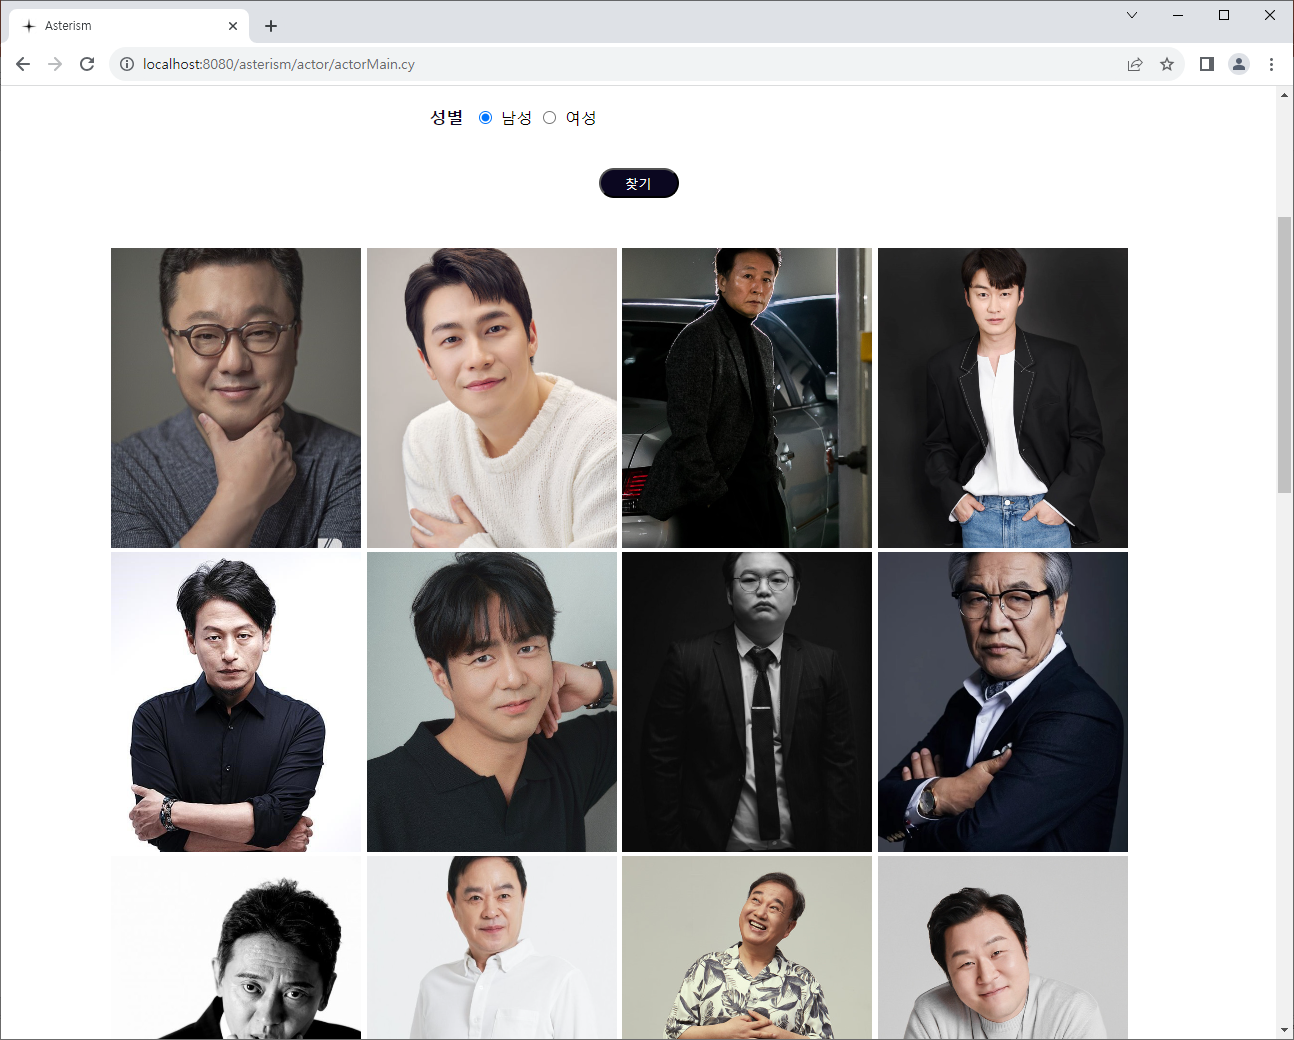 Asterism
localhost:8080/asterism/actor/actorMain.cy
성별 남성 여성
찾기